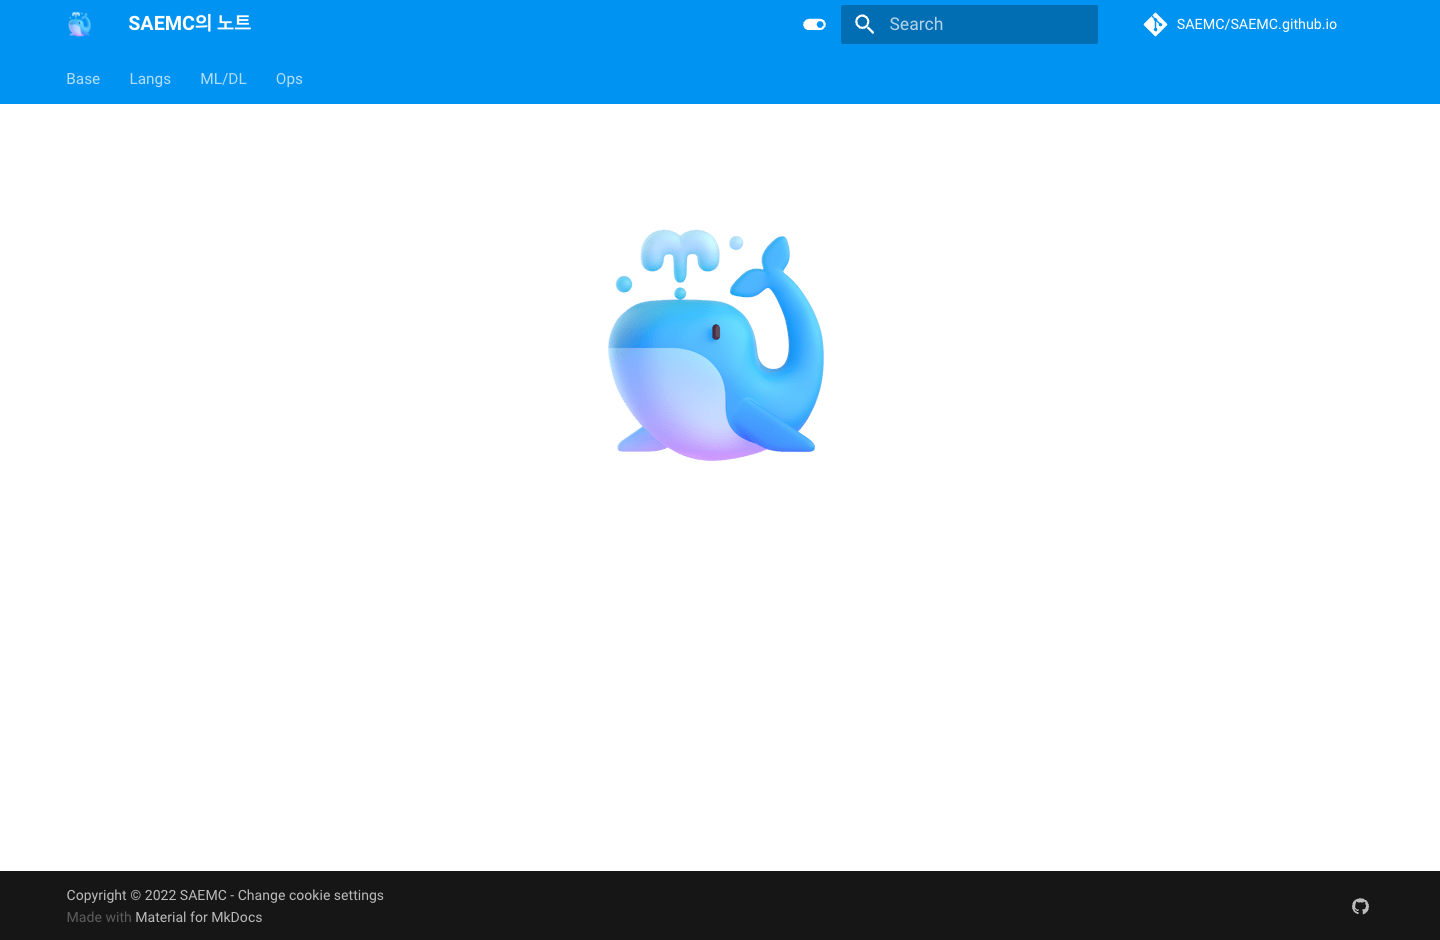 SAEMC의 노트
Search
SAEMC/SAEMC.github.io
Base
Langs
ML/DL
Ops
Copyright © 2022 SAEMC - Change cookie settings
Made with Material for MkDocs